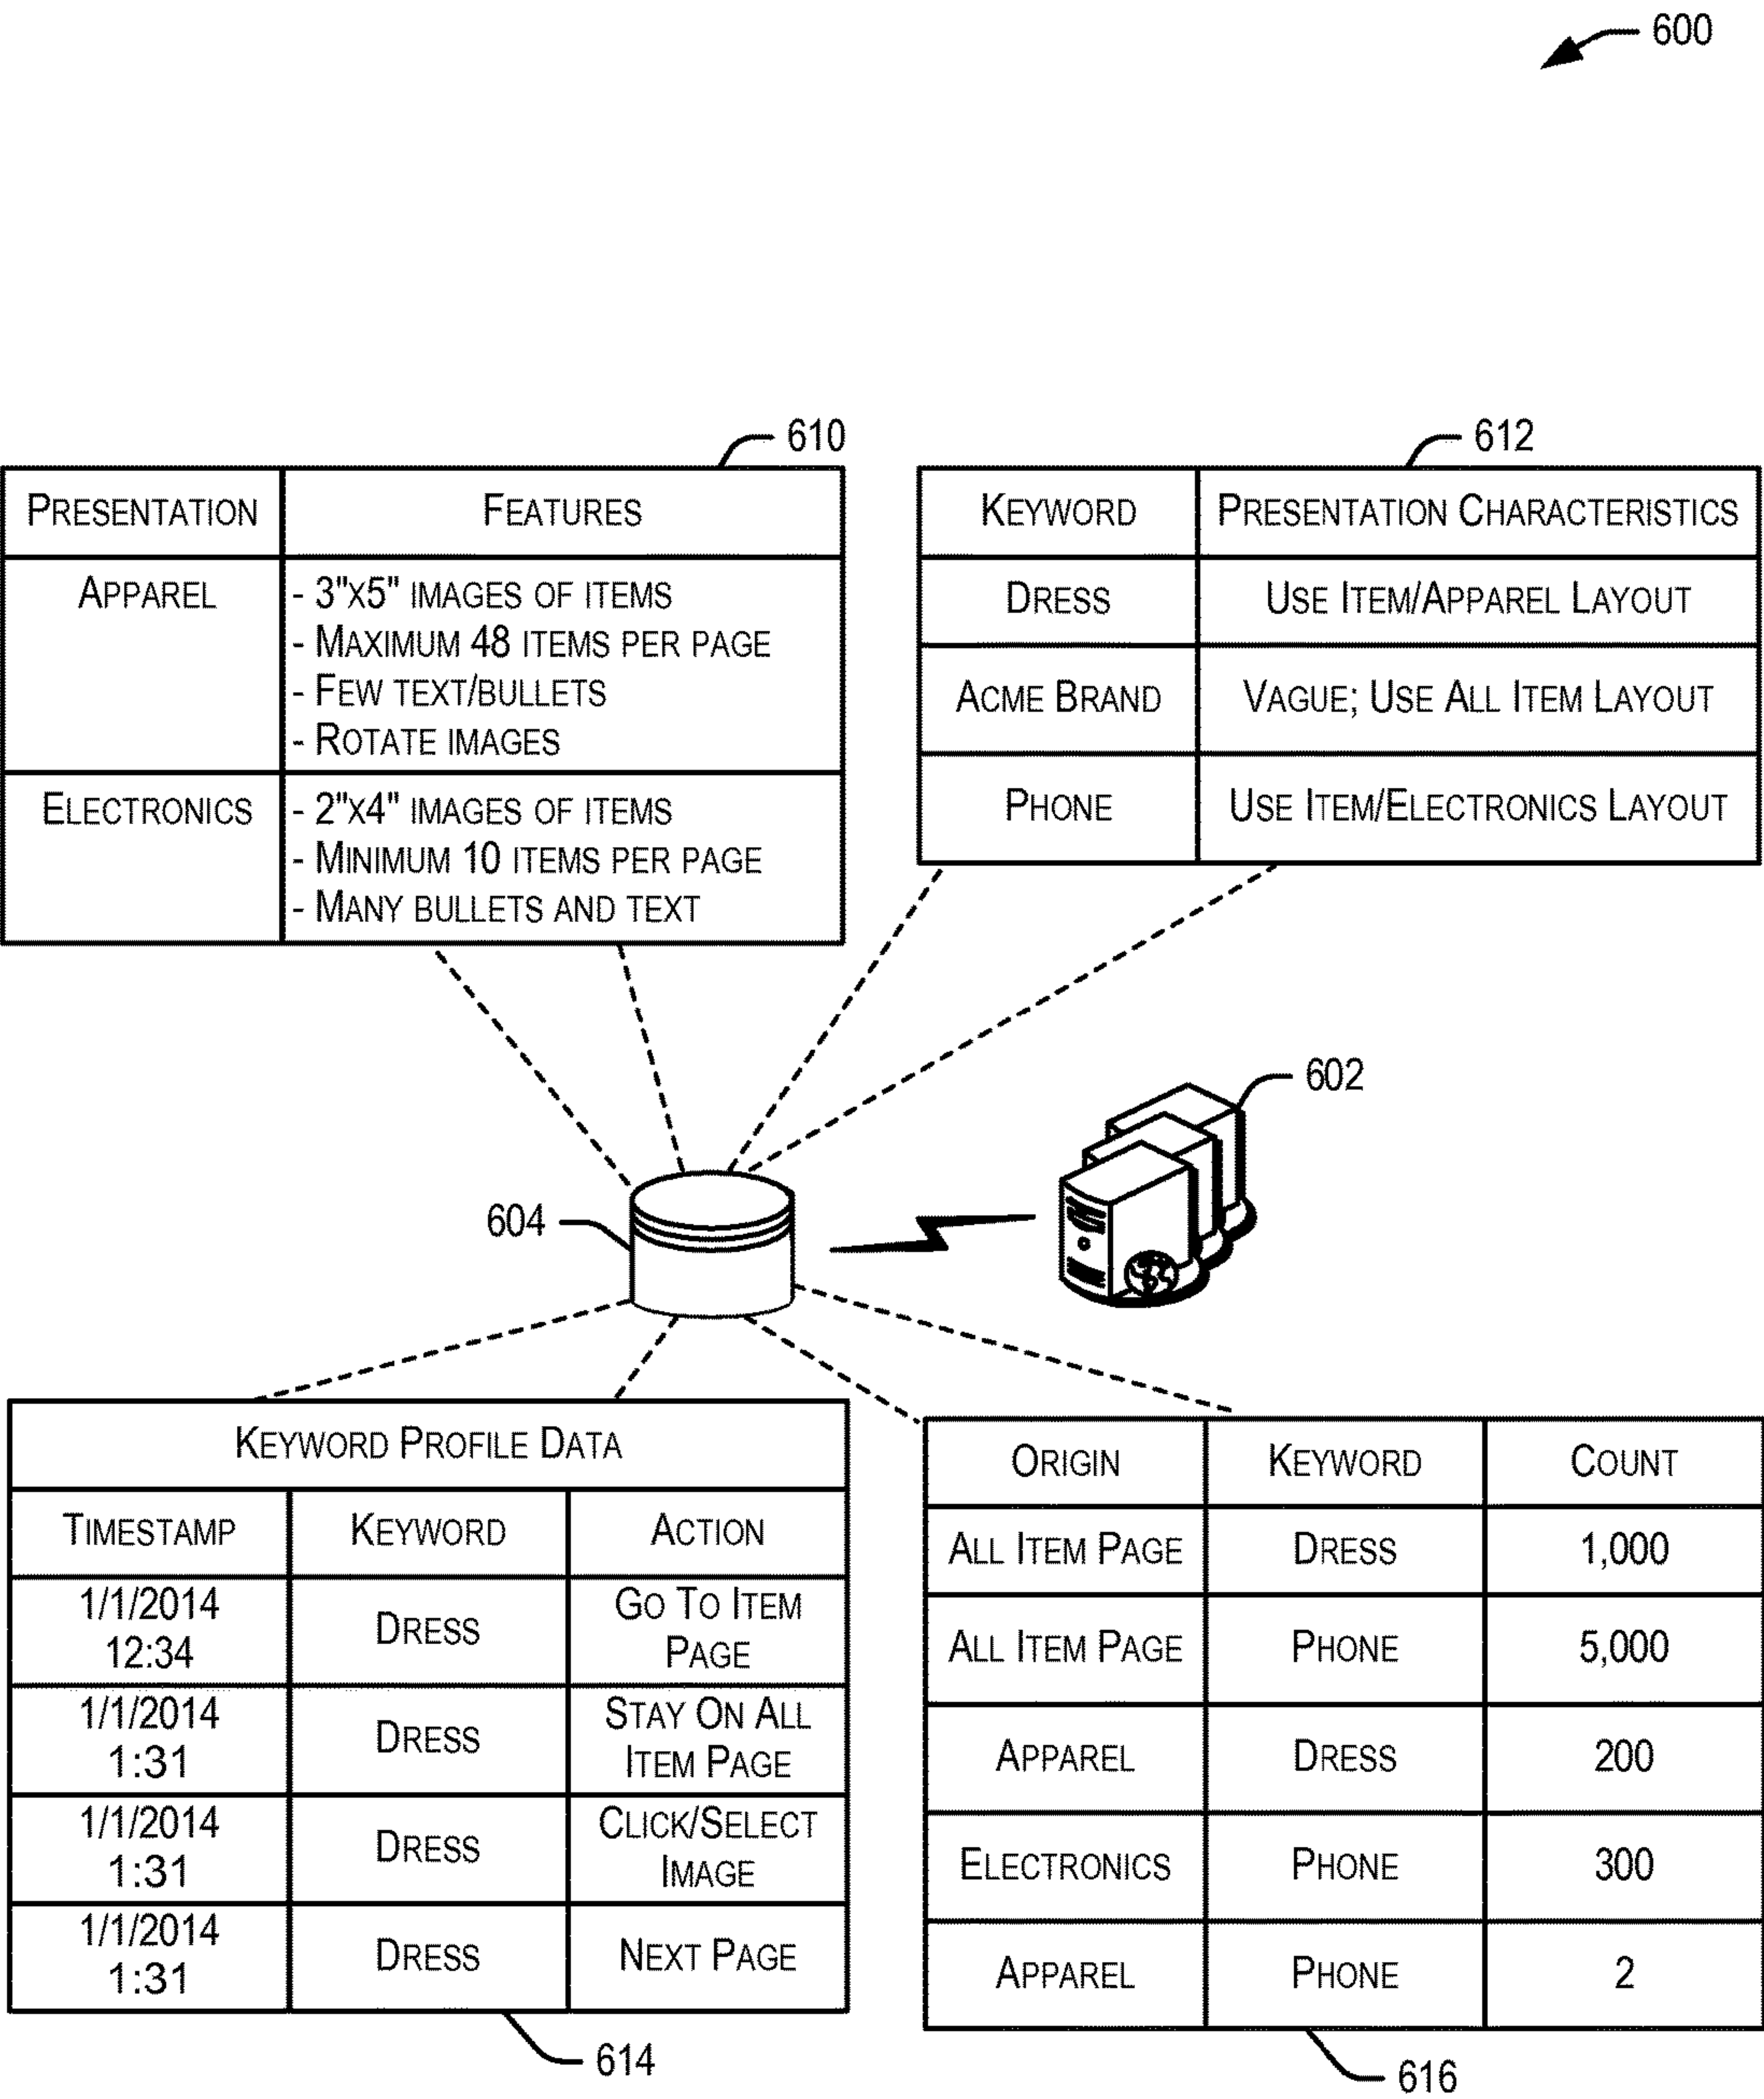 600
610
PRESENTATION FEATURES
APPAREL
- 3"X5" IMAGES OF ITEMS
- MAXIMUM 48 ITEMS PER PAGE
- FEW TEXT/BULLETS
- ROTATE IMAGES
ELECTRONICS
- 2"X4" IMAGES OF ITEMS
- MINIMUM 10 ITEMS PER PAGE
- MANY BULLETS AND TEXT
612
KEYWORD PRESENTATION CHARACTERISTICS
DRESS USE ITEM/APPAREL LAYOUT
ACME BRAND VAGUE; USE ALL ITEM LAYOUT
PHONE USE ITEM/ELECTRONICS LAYOUT
602
604
KEYWORD PROFILE DATA
TIMESTAMP KEYWORD ACTION
1/1/2014
12:34
DRESS
GO TO ITEM
PAGE
1/1/2014
1:31
DRESS
STAY ON ALL
ITEM PAGE
1/1/2014
1:31
DRESS
CLICK/SELECT
IMAGE
1/1/2014
1:31
DRESS
NEXT PAGE
614
ORIGIN KEYWORD COUNT
ALL ITEM PAGE DRESS 1,000
ALL ITEM PAGE PHONE 5,000
APPAREL DRESS 200
ELECTRONICS PHONE 300
APPAREL PHONE 2
616